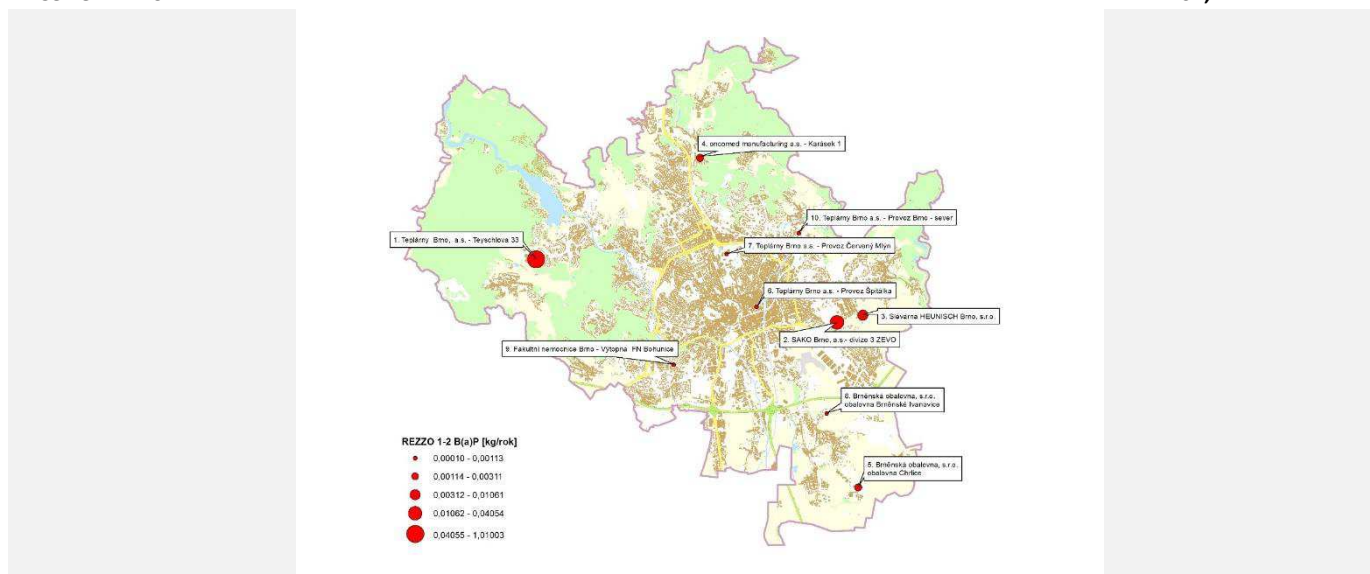 4. oncomed manufacturing a.s. - Karásek 1
10. Teplárny Brno a.s. - Provoz Brno - sever
1. Teplárny Brno, a.s. - Teyschlova 33
7. Teplárny Brno a.s. - Provoz Červený Mlýn
6. Teplárny Brno a.s. - Provoz Špitálka
3. Slévárna HEUNISCH Brno, s.r.o.
2. SAKO Brno, a.s.- divize 3 ZEVO
9. Fakultní nemocnice Brno - Výtopna FN Bohunice
8. Brněnská obalovna, s.r.o.
obalovna Brněnské Ivanovice
5. Brněnská obalovna, s.r.o.
obalovna Chrlice
REZZO 1-2 B(a)P [kg/rok]
0,00010 - 0,00113
0,00114 - 0,00311
0,00312 - 0,01061
0,01062 - 0,04054
0,04055 - 1,01003